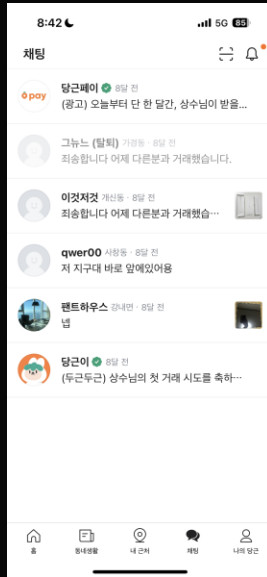 8:42
5G 85
채팅
pay
당근페이 8달 전
(광고) 오늘부터 단 한 달간, 상수님이 받을...
그뉴느 (탈퇴) 가경동 · 8달 전
죄송합니다 어제 다른분과 거래했습니다.
이것저것 개신동 · 8달 전
죄송합니다 어제 다른분과 거래했습...
qwer00 사창동 · 8달 전
저 지구대 바로 앞에있어용
팬트하우스 강내면 · 8달 전
넵
당근이 8달 전
(두근두근) 상수님의 첫 거래 시도를 축하...
홈
동네생활
내 근처
채팅
나의 당근